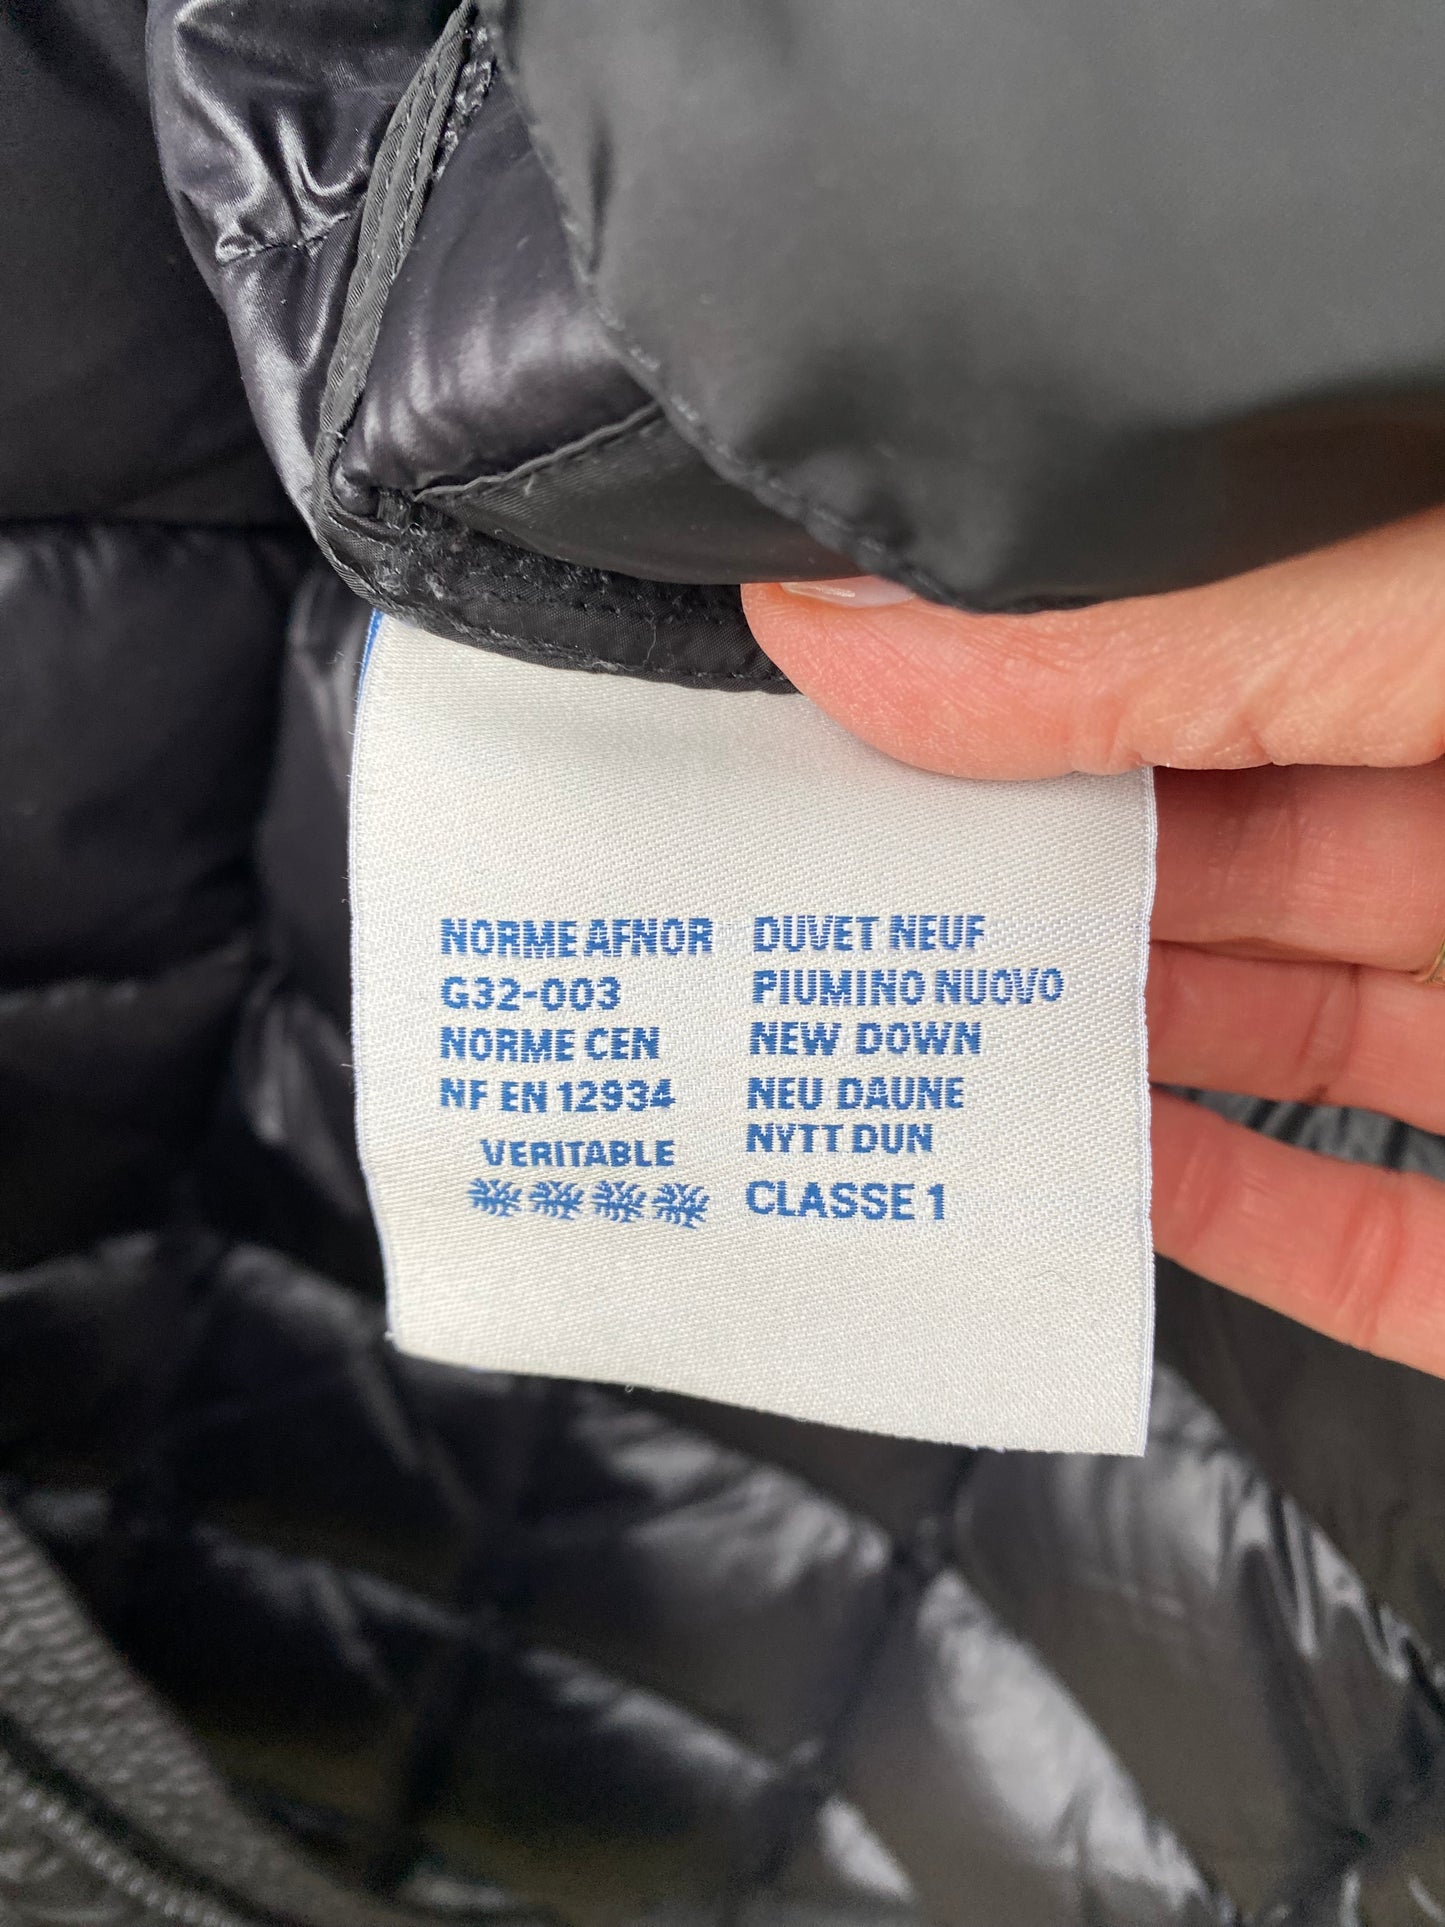 NORME AFNOR
G32-003
NORME CEN
NF EN 12934
VERITABLE
DUVET NEUF
PIUMINO NUOVO
NEW DOWN
NEU DAUNE
NYTT DUN
CLASSE 1